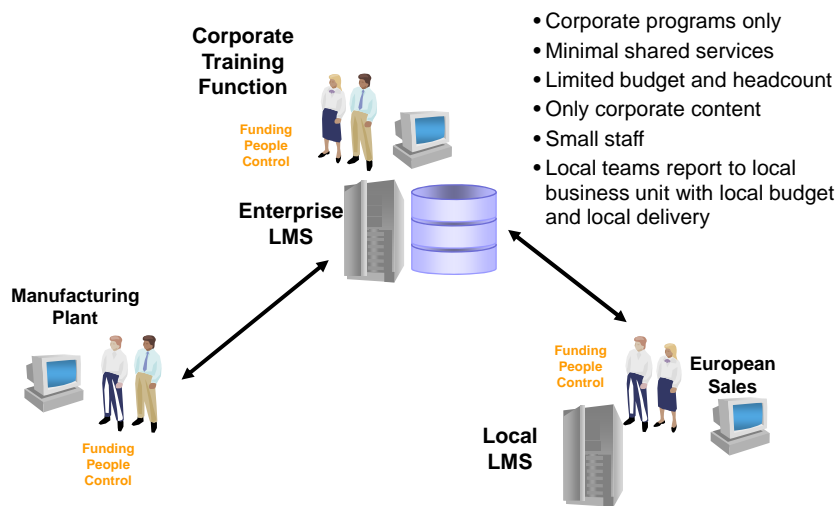 Corporate
Training
Function
Funding
People
Control
• Corporate programs only
• Minimal shared services
• Limited budget and headcount
• Only corporate content
• Small staff
• Local teams report to local
business unit with local budget
and local delivery
Enterprise
LMS
Manufacturing
Plant
Funding
People
Control
Funding
People
Control
European
Sales
Local
LMS